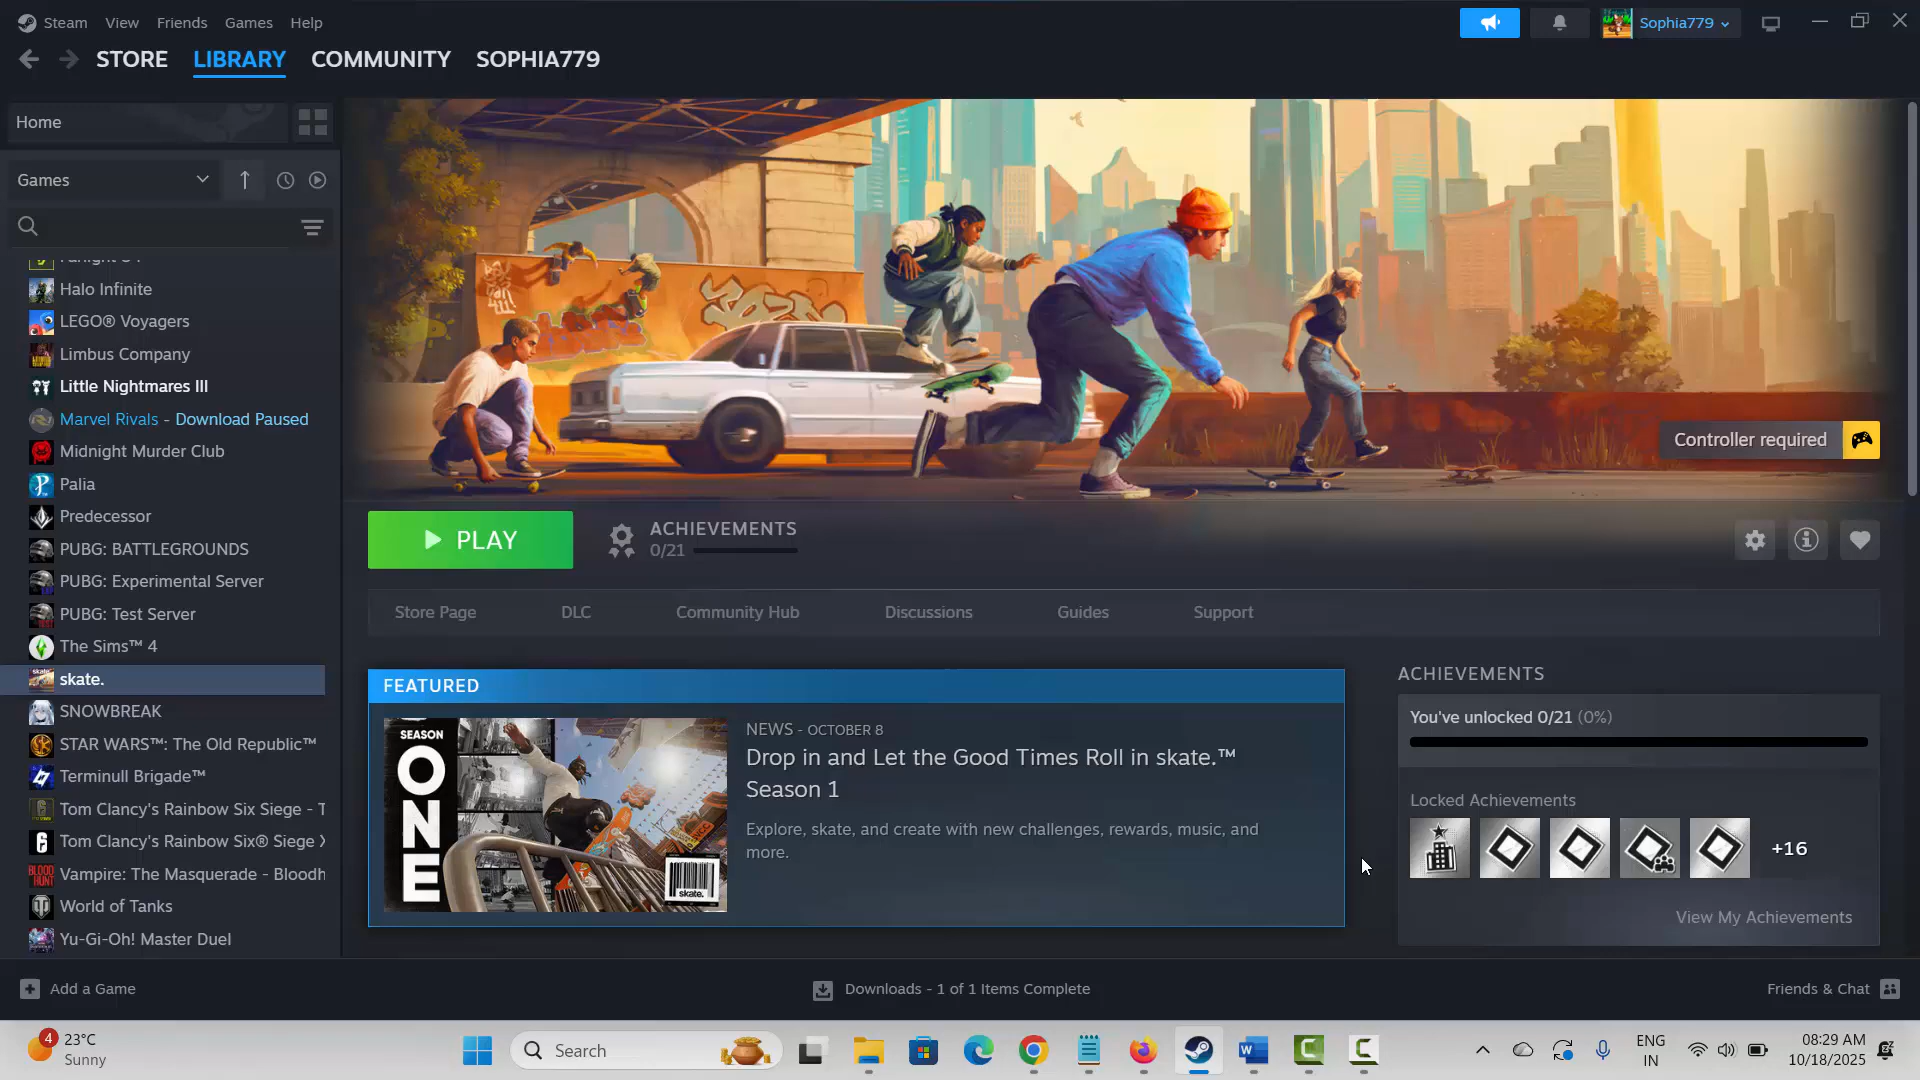 Steam View Friends Games Help
Sophia779
STORE LIBRARY COMMUNITY SOPHIA779
Home
Games
Halo Infinite
LEGO® Voyagers
Limbus Company
Little Nightmares III
Marvel Rivals - Download Paused
Midnight Murder Club
Palia
Predecessor
PUBG: BATTLEGROUNDS
PUBG: Experimental Server
PUBG: Test Server
The Sims™ 4
skate.
SNOWBREAK
STAR WARS™: The Old Republic™
Terminull Brigade™
Tom Clancy's Rainbow Six Siege - T
Tom Clancy's Rainbow Six® Siege X
Vampire: The Masquerade - Bloodh
World of Tanks
Yu-Gi-Oh! Master Duel
Controller required
PLAY
ACHIEVEMENTS
0/21
Store Page DLC Community Hub Discussions Guides Support
FEATURED
SEASON
ONE
skate.
NEWS - OCTOBER 8
Drop in and Let the Good Times Roll in skate.™
Season 1
Explore, skate, and create with new challenges, rewards, music, and
more.
ACHIEVEMENTS
You've unlocked 0/21 (0%)
Locked Achievements
+16
View My Achievements
Add a Game
Downloads - 1 of 1 Items Complete
Friends & Chat
4
23°C
Sunny
Search
ENG
IN
08:29 AM
10/18/2025